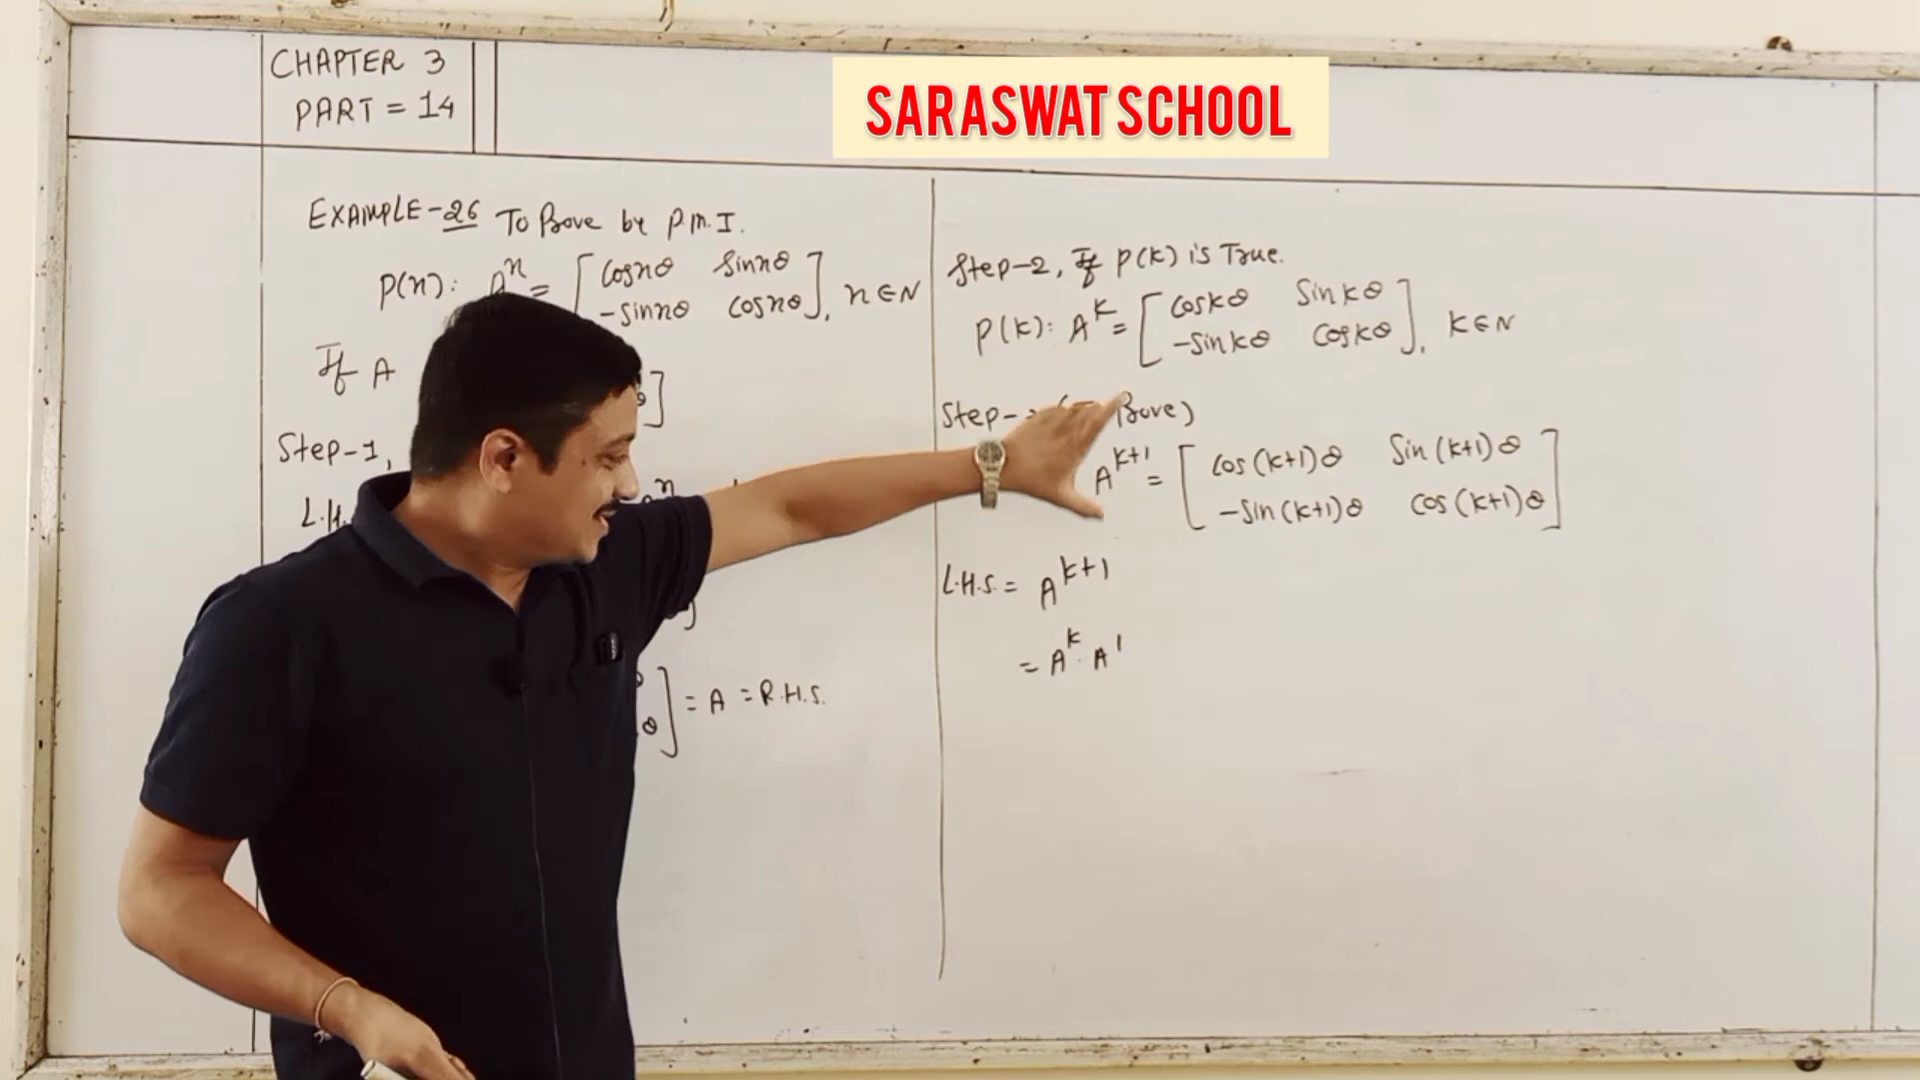 CHAPTER 3
PART = 14
SARASWAT SCHOOL
EXAMPLE-26 To Prove by P.M.I.
P(n): Aⁿ = [cosnθ sinnθ
-sinnθ cosnθ], n∈N
If A
θ]
Step-1,
L.H.
= A = R.H.S.
θ]
Step-2, If P(k) is True.
P(k): A^k = [coskθ Sinkθ
-sinkθ coskθ], k∈N
Step- Prove)
A^k+1 = [cos(k+1)θ Sin(k+1)θ
-sin(k+1)θ cos(k+1)θ]
L.H.S. = A^k+1
= A^k. A^1